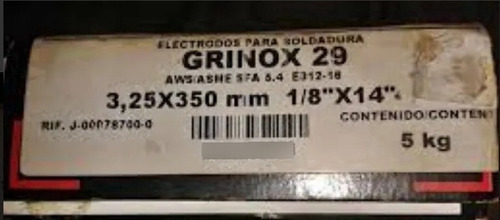 ELECTRODOS PARA SOLDADURA
GRINOX 29
AWS/ASME SFA 5.4 E312-16
3,25X350 mm 1/8"X14"
RIF. J-00078700-0
CONTENIDO/CONTENT
5 kg